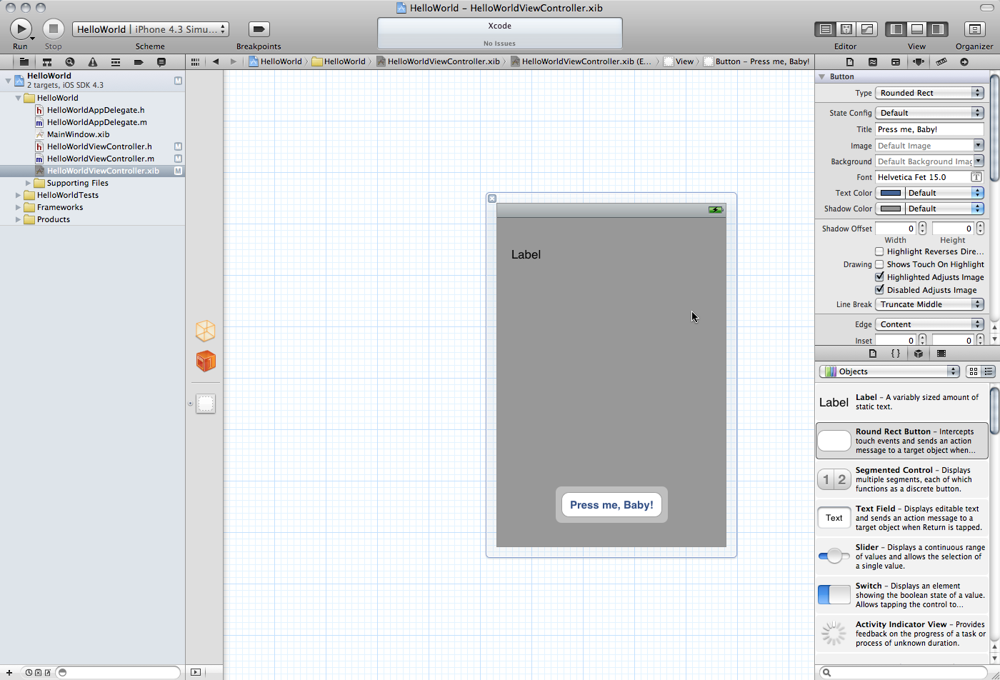 HelloWorld – HelloWorldViewController.xib
HelloWorld | iPhone 4.3 Simu...
Xcode
No Issues
Run Stop Scheme Breakpoints Editor View Organizer
HelloWorld HelloWorld HelloWorldViewController.xib HelloWorldViewController.xib (E... View Button – Press me, Baby!
HelloWorld
2 targets, iOS SDK 4.3
M
HelloWorld
HelloWorldAppDelegate.h
HelloWorldAppDelegate.m
MainWindow.xib
HelloWorldViewController.h M
HelloWorldViewController.m M
HelloWorldViewController.xib M
Supporting Files
HelloWorldTests
Frameworks
Products
Label
Press me, Baby!
Button
Type Rounded Rect
State Config Default
Title Press me, Baby!
Image Default Image
Background Default Background Imag
Font Helvetica Fet 15.0 T
Text Color Default
Shadow Color Default
Shadow Offset 0 0
Width Height
Highlight Reverses Dire...
Drawing Shows Touch On Highlight
Highlighted Adjusts Image
Disabled Adjusts Image
Line Break Truncate Middle
Edge Content
Inset 0 0
{ }
Objects
Label Label – A variably sized amount of
static text.
Round Rect Button – Intercepts
touch events and sends an action
message to a target object when...
1 2 Segmented Control – Displays
multiple segments, each of which
functions as a discrete button.
Text Text Field – Displays editable text
and sends an action message to a
target object when Return is tapped.
Slider – Displays a continuous range
of values and allows the selection of
a single value.
Switch – Displays an element
showing the boolean state of a value.
Allows tapping the control to...
Activity Indicator View – Provides
feedback on the progress of a task or
process of unknown duration.